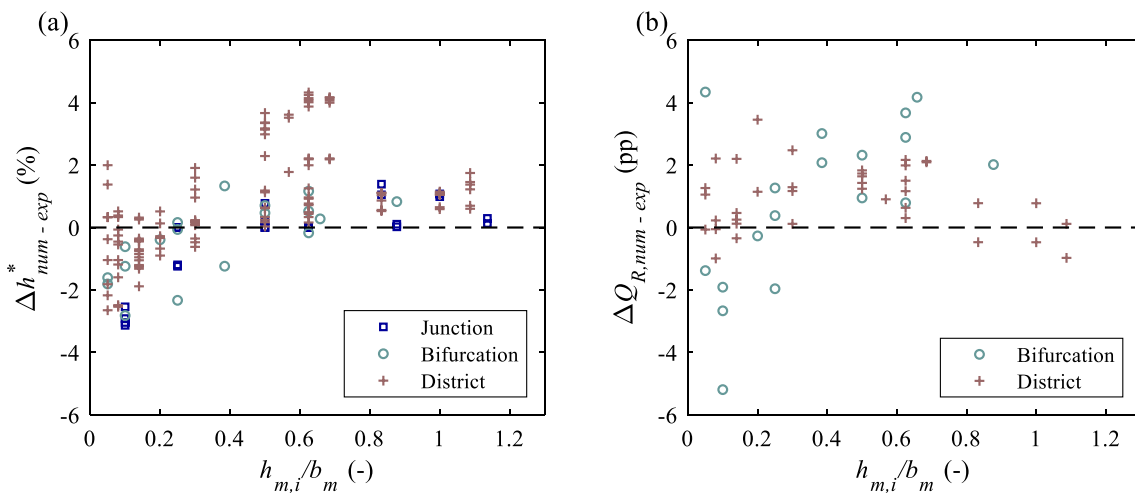 (a)
6
4
2
0
-2
-4
-6
Δh*num - exp (%)
0 0.2 0.4 0.6 0.8 1 1.2
hm,i/bm (-)
Junction
Bifurcation
District
(b)
6
4
2
0
-2
-4
-6
ΔQR,num - exp (pp)
0 0.2 0.4 0.6 0.8 1 1.2
hm,i/bm (-)
Bifurcation
District